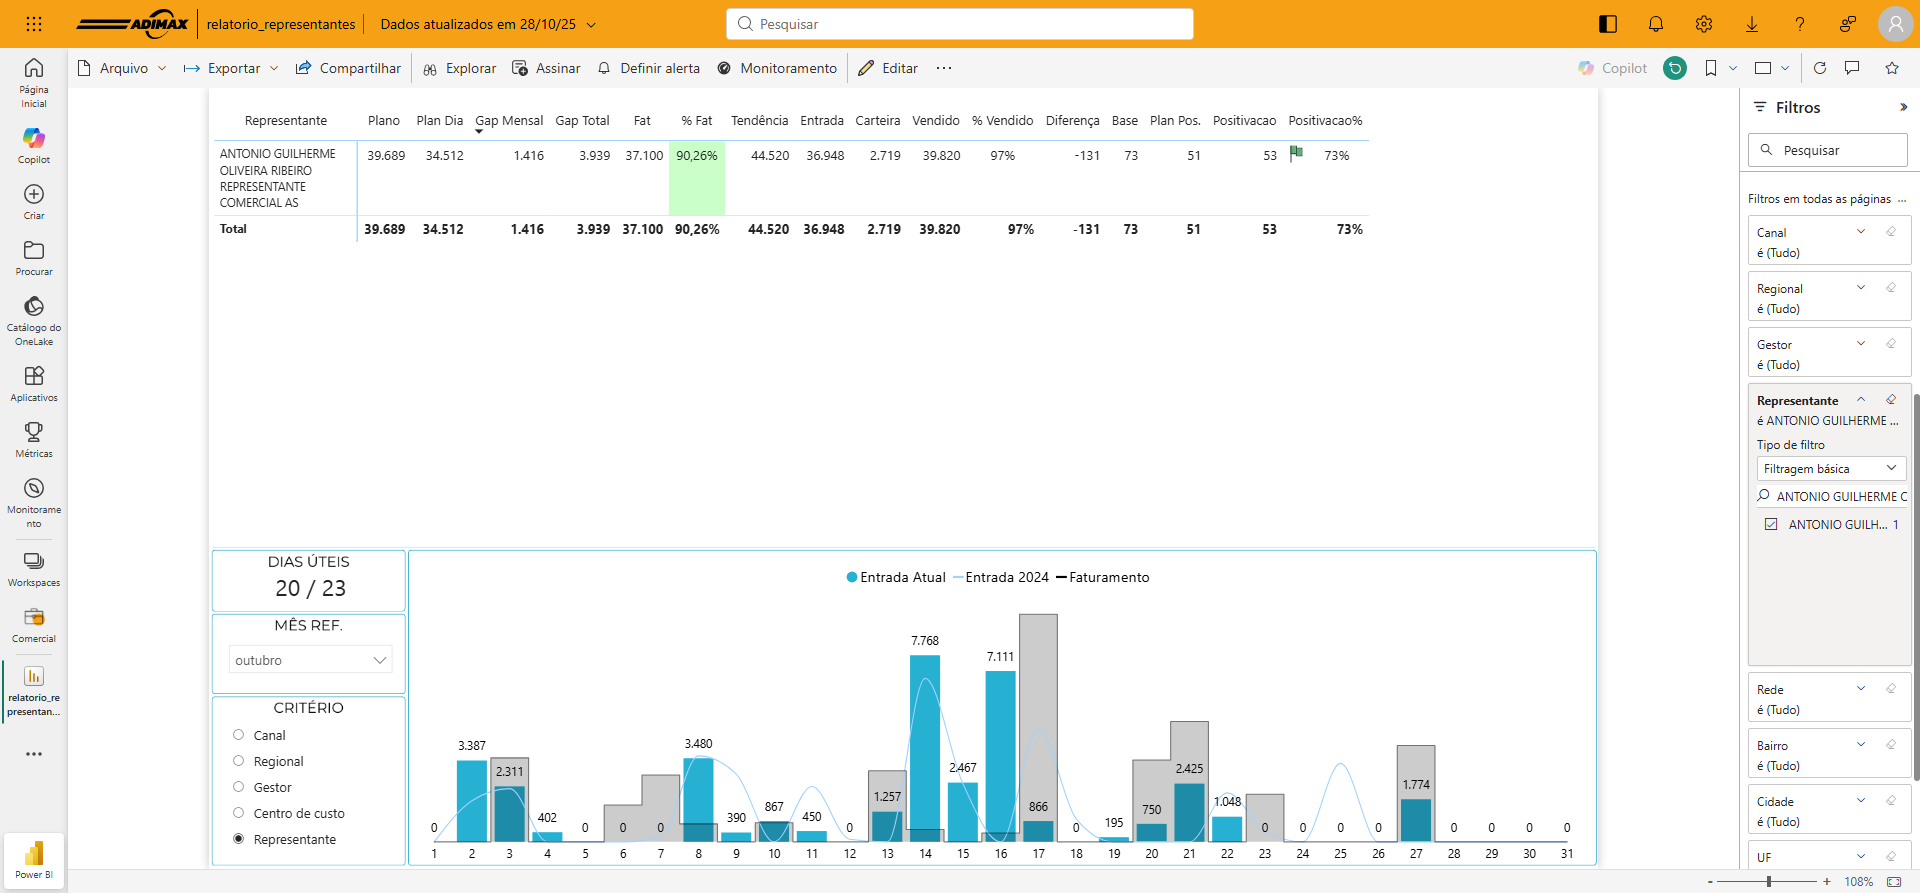 ADIMAX
relatorio_representantes
Dados atualizados em 28/10/25
Pesquisar
Arquivo
Exportar
Compartilhar
Explorar
Assinar
Definir alerta
Monitoramento
Editar
Copilot
Página
Inicial
Copilot
Criar
Procurar
Catálogo do
OneLake
Aplicativos
Métricas
Monitorame
nto
Workspaces
Comercial
relatorio_re
presentan...
Power BI
Representante Plano Plan Dia Gap Mensal Gap Total Fat % Fat Tendência Entrada Carteira Vendido % Vendido Diferença Base Plan Pos. Positivacao Positivacao%
ANTONIO GUILHERME 39.689 34.512 1.416 3.939 37.100 90,26% 44.520 36.948 2.719 39.820 97% -131 73 51 53 73%
OLIVEIRA RIBEIRO
REPRESENTANTE
COMERCIAL AS
Total 39.689 34.512 1.416 3.939 37.100 90,26% 44.520 36.948 2.719 39.820 97% -131 73 51 53 73%
DIAS ÚTEIS
20 / 23
MÊS REF.
outubro
CRITÉRIO
Canal
Regional
Gestor
Centro de custo
Representante
Entrada Atual Entrada 2024 Faturamento
0 3.387 2.311 402 0 0 0 3.480 390 867 450 0 1.257 7.768 2.467 7.111 866 0 195 750 2.425 1.048 0 0 0 0 1.774 0 0 0 0
1 2 3 4 5 6 7 8 9 10 11 12 13 14 15 16 17 18 19 20 21 22 23 24 25 26 27 28 29 30 31
Filtros
Pesquisar
Filtros em todas as páginas ...
Canal
é (Tudo)
Regional
é (Tudo)
Gestor
é (Tudo)
Representante
é ANTONIO GUILHERME ...
Tipo de filtro
Filtragem básica
ANTONIO GUILHERME
ANTONIO GUILH... 1
Rede
é (Tudo)
Bairro
é (Tudo)
Cidade
é (Tudo)
UF
- + 108%